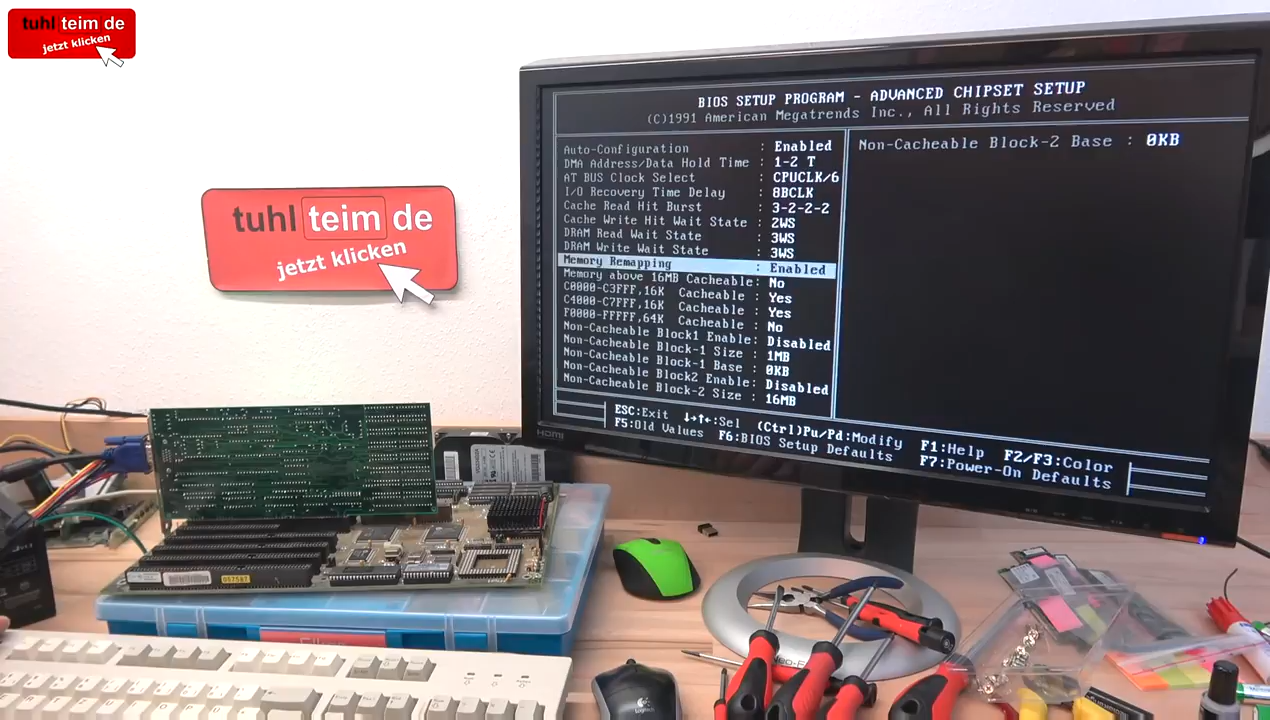 tuhl teim de
jetzt klicken
tuhl teim de
jetzt klicken
BIOS SETUP PROGRAM - ADVANCED CHIPSET SETUP
(C)1991 American Megatrends Inc., All Rights Reserved
Auto-Configuration : Enabled
DMA Address/Data Hold Time : 1-2 T
AT BUS Clock Select : CPUCLK/6
I/O Recovery Time Delay : 8BCLK
Cache Read Hit Burst : 3-2-2-2
Cache Write Hit Wait State : 2WS
DRAM Read Wait State : 3WS
DRAM Write Wait State : 3WS
Memory Remapping : Enabled
Memory above 16MB Cacheable: No
C0000-C3FFF,16K Cacheable : Yes
C4000-C7FFF,16K Cacheable : Yes
F0000-FFFFF,64K Cacheable : No
Non-Cacheable Block1 Enable: Disabled
Non-Cacheable Block-1 Size : 1MB
Non-Cacheable Block-1 Base : 0KB
Non-Cacheable Block2 Enable: Disabled
Non-Cacheable Block-2 Size : 16MB
Non-Cacheable Block-2 Base : 0KB
ESC:Exit ↓→↑←:Sel (Ctrl)Pu/Pd:Modify F1:Help F2/F3:Color
F5:Old Values F6:BIOS Setup Defaults F7:Power-On Defaults
HDMI
Logitech